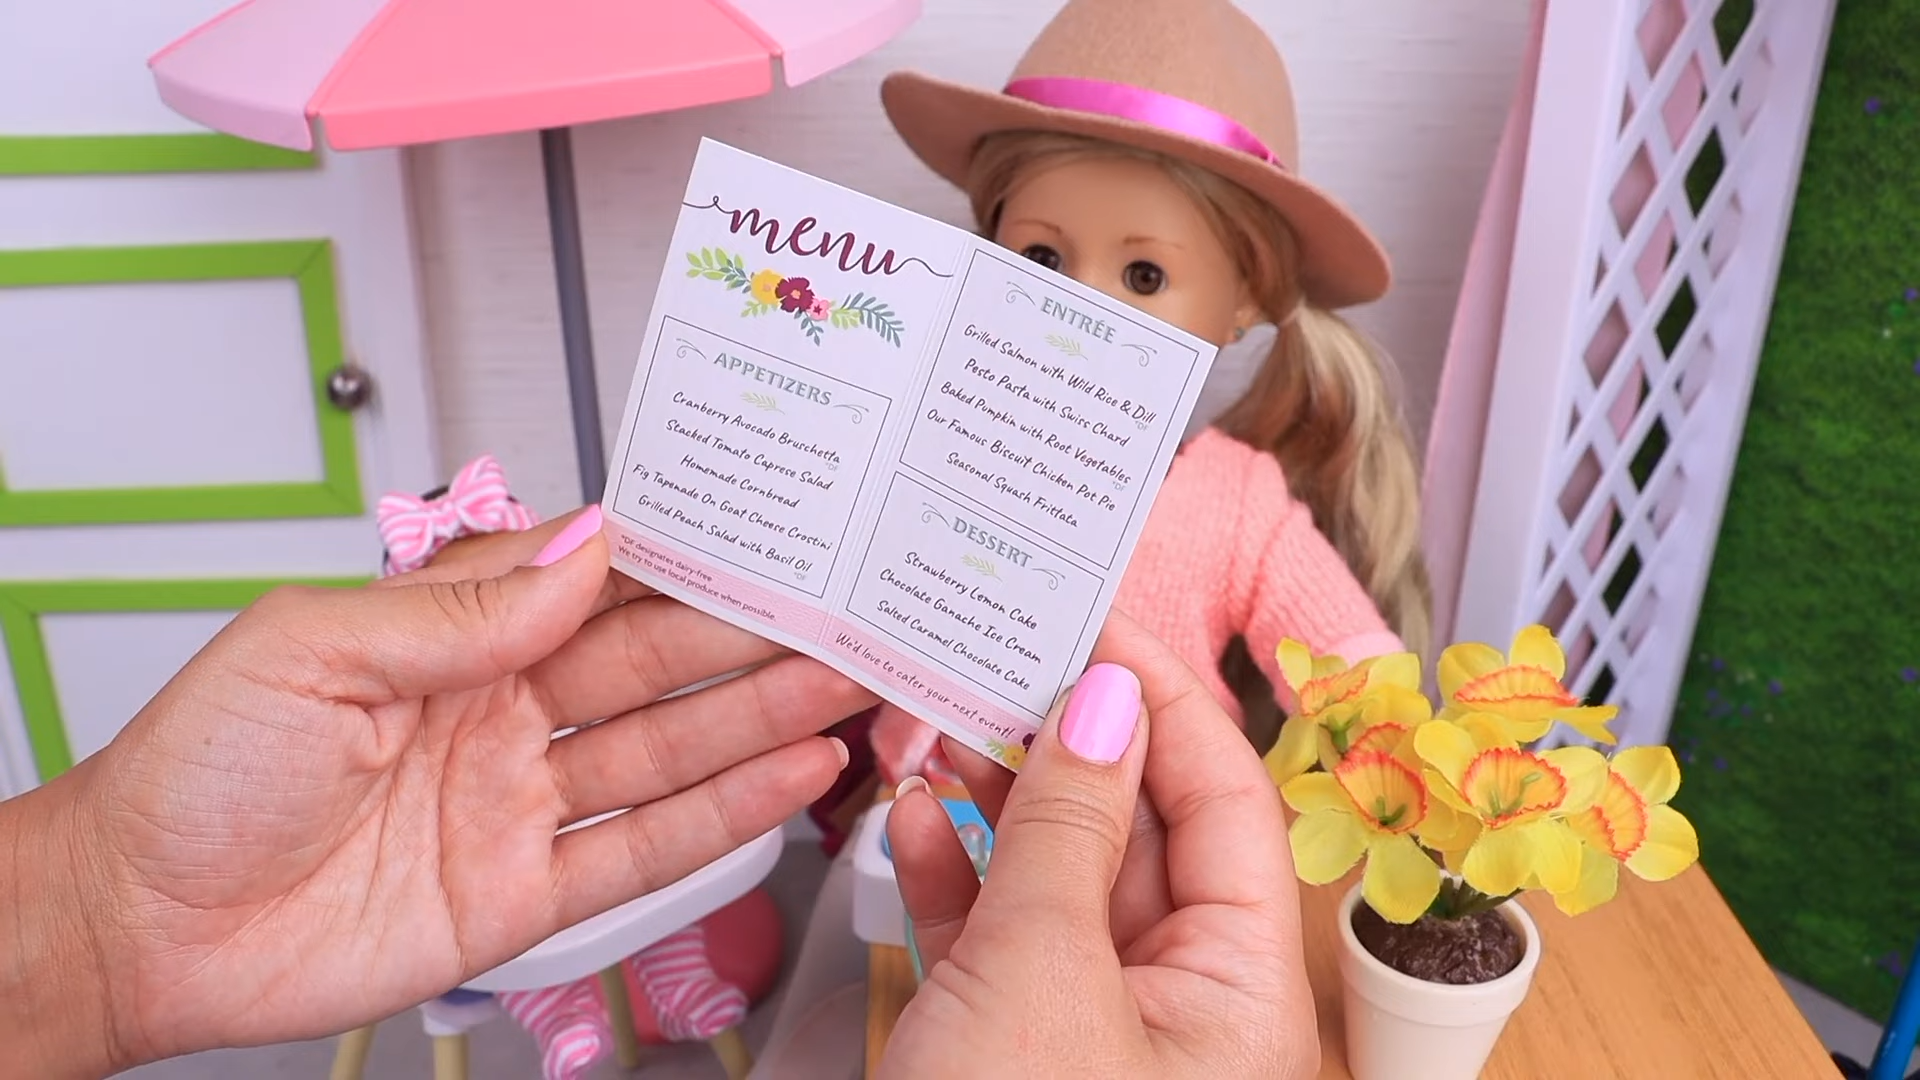 menu
APPETIZERS
Cranberry Avocado Bruschetta
*DF
Stacked Tomato Caprese Salad
Homemade Cornbread
Fig Tapenade On Goat Cheese Crostini
Grilled Peach Salad with Basil Oil
*DF
*DF designates dairy-free
We try to use local produce when possible.
ENTRÉE
Grilled Salmon with Wild Rice & Dill
*DF
Pesto Pasta with Swiss Chard
Baked Pumpkin with Root Vegetables
*DF
Our Famous Biscuit Chicken Pot Pie
Seasonal Squash Frittata
DESSERT
Strawberry Lemon Cake
Chocolate Ganache Ice Cream
Salted Caramel Chocolate Cake
We'd love to cater your next event!